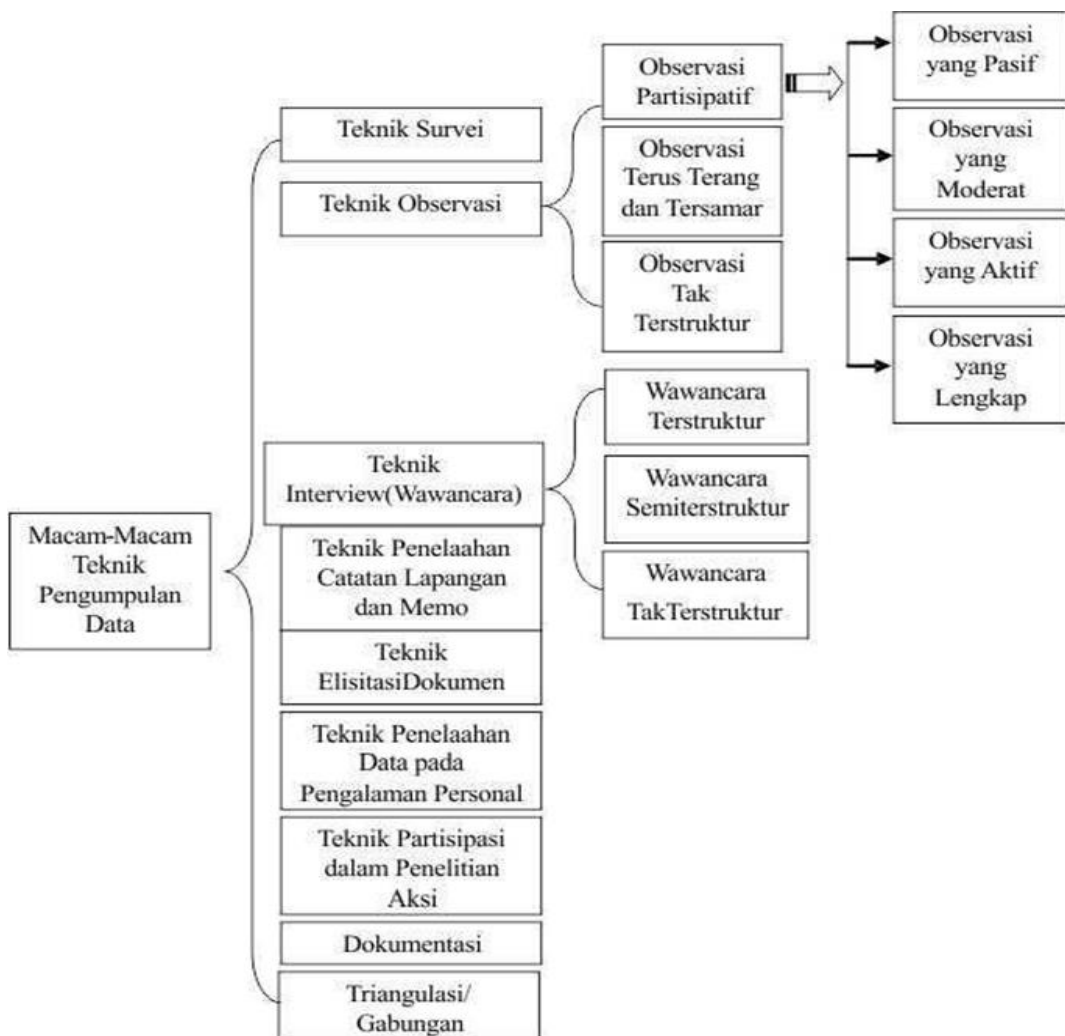 Macam-Macam
Teknik
Pengumpulan
Data
Teknik Survei
Teknik Observasi
Observasi
Partisipatif
Observasi
yang Pasif
Observasi
yang
Moderat
Observasi
yang Aktif
Observasi
yang
Lengkap
Observasi
Terus Terang
dan Tersamar
Observasi
Tak
Terstruktur
Teknik
Interview(Wawancara)
Wawancara
Terstruktur
Wawancara
Semiterstruktur
Wawancara
TakTerstruktur
Teknik Penelaahan
Catatan Lapangan
dan Memo
Teknik
ElisitasiDokumen
Teknik Penelaahan
Data pada
Pengalaman Personal
Teknik Partisipasi
dalam Penelitian
Aksi
Dokumentasi
Triangulasi/
Gabungan